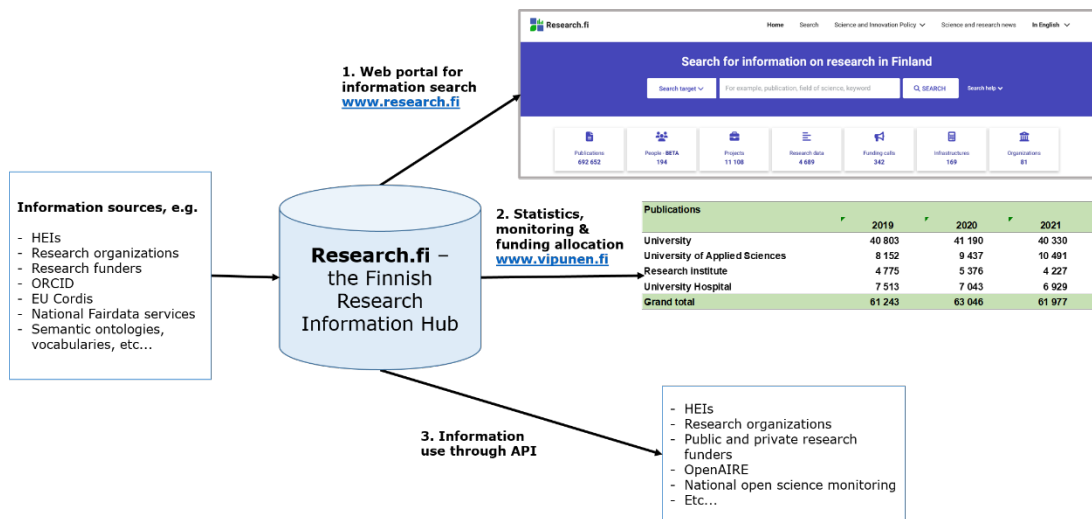 Research.fi
Home Search Science and Innovation Policy Science and research news In English
Search for information on research in Finland
Search target For example, publication, field of science, keyword SEARCH Search help
Publications
692 652
People - BETA
194
Projects
11 108
Research data
4 689
Funding calls
342
Infrastructures
169
Organizations
81
1. Web portal for
information search
www.research.fi
Information sources, e.g.
- HEIs
- Research organizations
- Research funders
- ORCID
- EU Cordis
- National Fairdata services
- Semantic ontologies,
vocabularies, etc...
Research.fi –
the Finnish
Research
Information Hub
2. Statistics,
monitoring &
funding allocation
www.vipunen.fi
Publications
2019 2020 2021
University 40 803 41 190 40 330
University of Applied Sciences 8 152 9 437 10 491
Research institute 4 775 5 376 4 227
University Hospital 7 513 7 043 6 929
Grand total 61 243 63 046 61 977
3. Information
use through API
- HEIs
- Research organizations
- Public and private research
funders
- OpenAIRE
- National open science monitoring
- Etc...